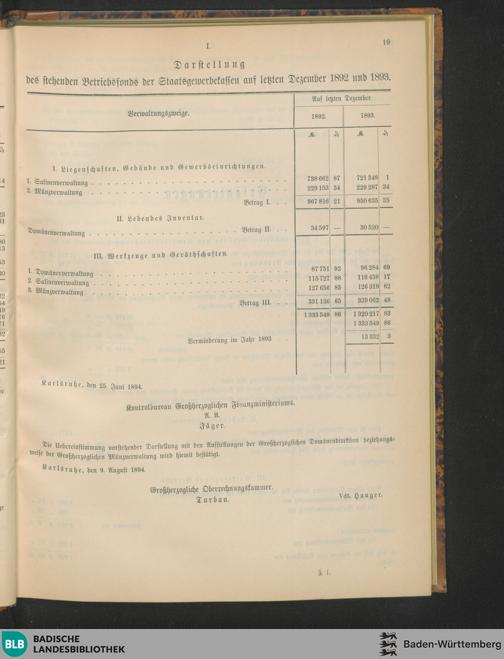 19
I.
Darstellung
des stehenden Betriebsfonds der Staatsgewerbekassen auf letzten Dezember 1892 und 1893.
Verwaltungszweige. Auf letzten Dezember
1892. 1893.
ℳ ₰ ℳ ₰
I. Liegenschaften, Gebäude und Gewerbseinrichtungen.
1. Salinenverwaltung 738 662 87 721 348 1
2. Münzverwaltung 229 153 34 229 287 34
Betrag I. 967 816 21 950 635 35
II. Lebendes Inventar.
Domänenverwaltung Betrag II. 34 597 — 30 520 —
III. Werkzeuge und Geräthschaften.
1. Domänenverwaltung 87 751 92 96 284 69
2. Salinenverwaltung 115 727 88 116 458 17
3. Münzverwaltung 127 656 85 126 319 62
Betrag III. 331 136 65 339 062 48
1 333 549 86 1 320 217 83
1 333 549 86
Verminderung im Jahr 1893 13 332 3
Karlsruhe, den 25. Juni 1894.
Kontrolbureau Großherzoglichen Finanzministeriums.
A. A.
Jäger.
Die Uebereinstimmung vorstehender Darstellung mit den Aufstellungen der Großherzoglichen Domänendirektion beziehungs-
weise der Großherzoglichen Münzverwaltung wird hiemit bestätigt.
Karlsruhe, den 9. August 1894.
Großherzogliche Oberrechnungskammer.
Turban.
Vdt. Hauger.
BLB
BADISCHE
LANDESBIBLIOTHEK
Baden-Württemberg